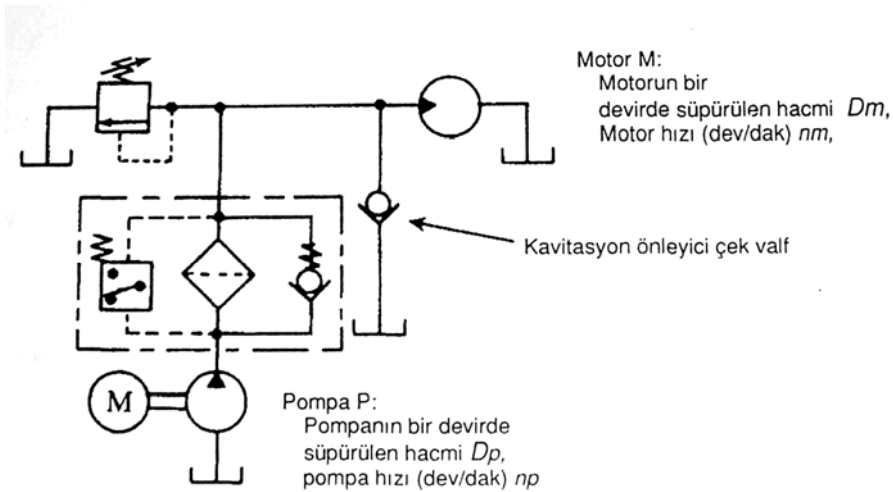 Motor M:
Motorun bir
devirde süpürülen hacmi Dm,
Motor hızı (dev/dak) nm,
Kavitasyon önleyici çek valf
M
Pompa P:
Pompanın bir devirde
süpürülen hacmi Dp,
pompa hızı (dev/dak) np